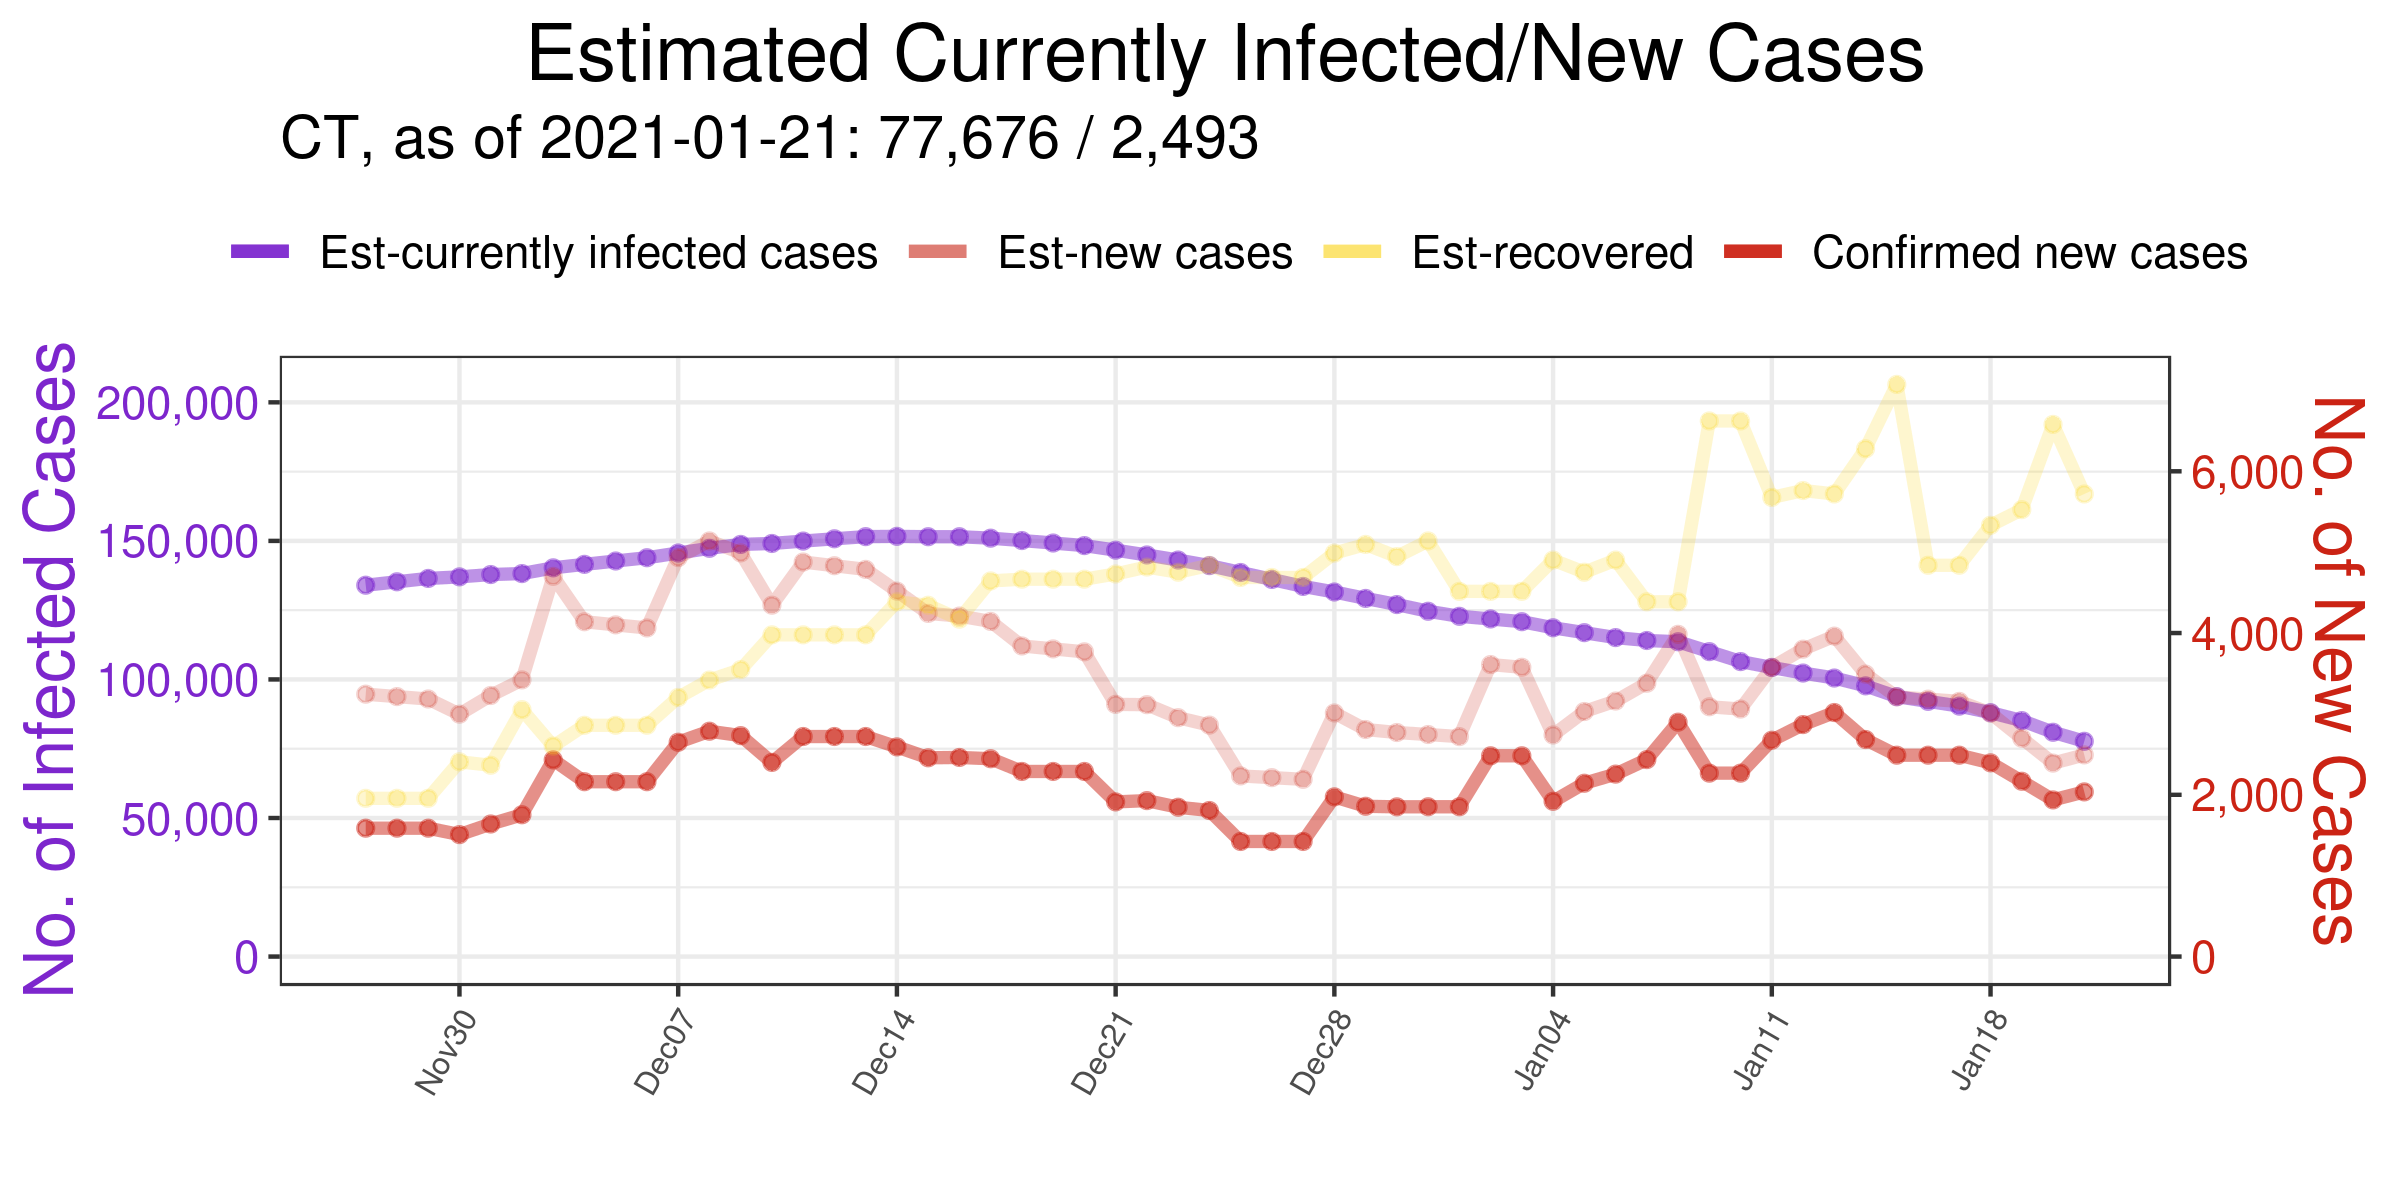 Estimated Currently Infected/New Cases
CT, as of 2021-01-21: 77,676 / 2,493
Est-currently infected cases Est-new cases Est-recovered Confirmed new cases
No. of Infected Cases
200,000
150,000
100,000
50,000
0
6,000
4,000
2,000
0
No. of New Cases
Nov30 Dec07 Dec14 Dec21 Dec28 Jan04 Jan11 Jan18